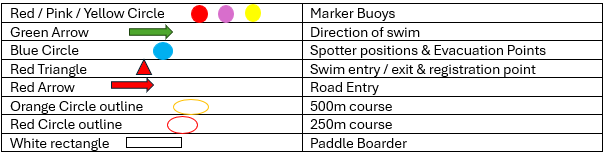 Red / Pink / Yellow Circle Marker Buoys
Green Arrow Direction of swim
Blue Circle Spotter positions & Evacuation Points
Red Triangle Swim entry / exit & registration point
Red Arrow Road Entry
Orange Circle outline 500m course
Red Circle outline 250m course
White rectangle Paddle Boarder